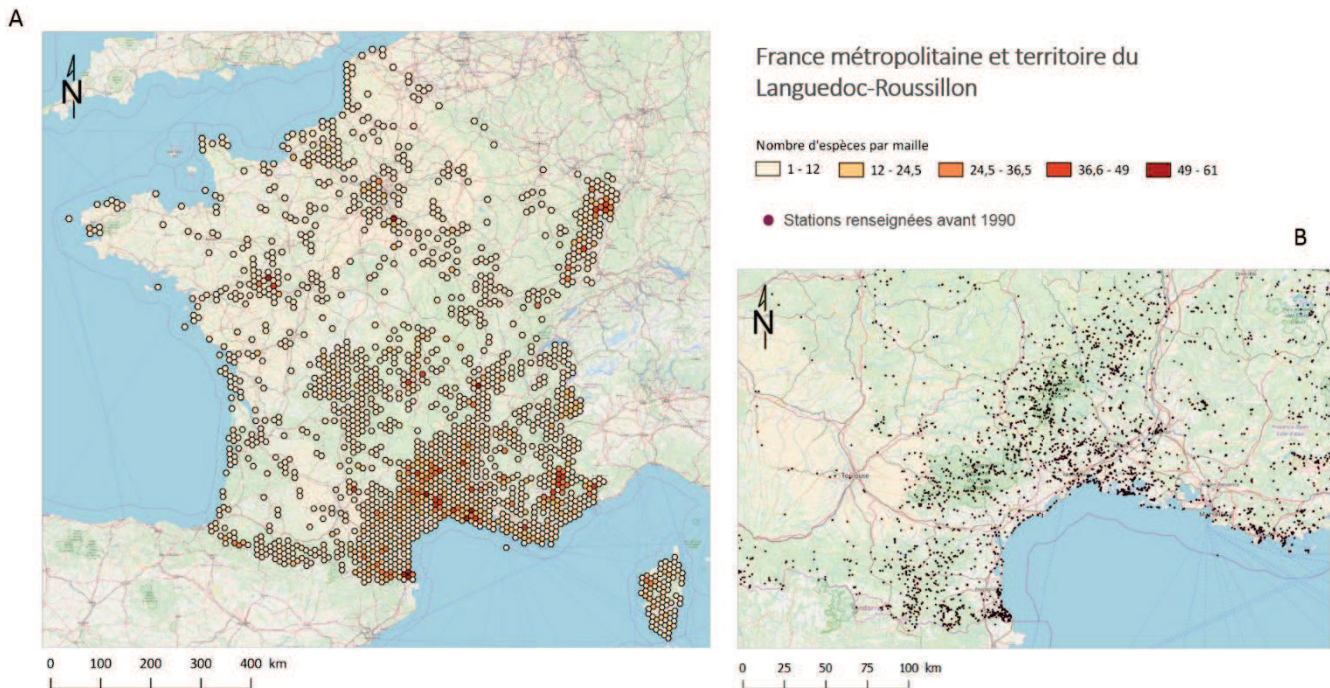 A
N
France métropolitaine et territoire du
Languedoc-Roussillon
Nombre d'espèces par maille
1 - 12
12 - 24,5
24,5 - 36,5
36,6 - 49
49 - 61
Stations renseignées avant 1990
B
N
Toulouse
0 100 200 300 400 km
0 25 50 75 100 km